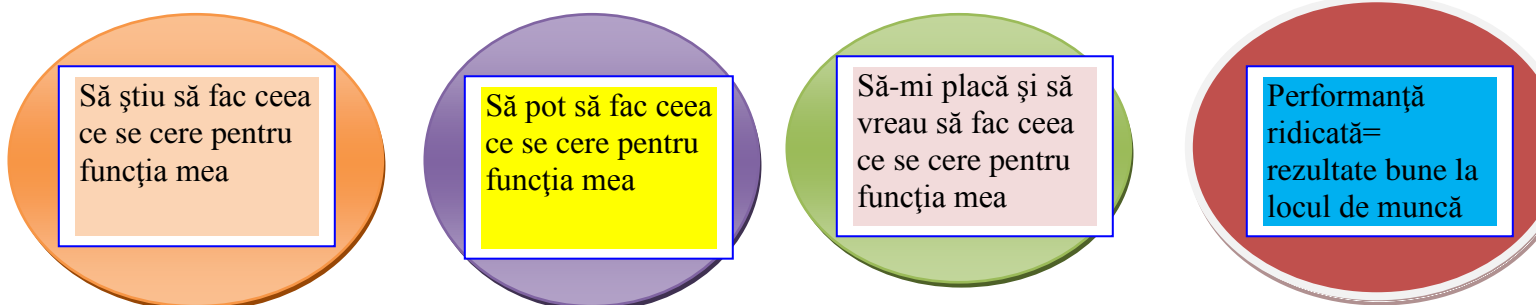 Să ştiu să fac ceea
ce se cere pentru
funcţia mea
Să pot să fac ceea
ce se cere pentru
funcţia mea
Să-mi placă şi să
vreau să fac ceea
ce se cere pentru
funcţia mea
Performanţă
ridicată=
rezultate bune la
locul de muncă